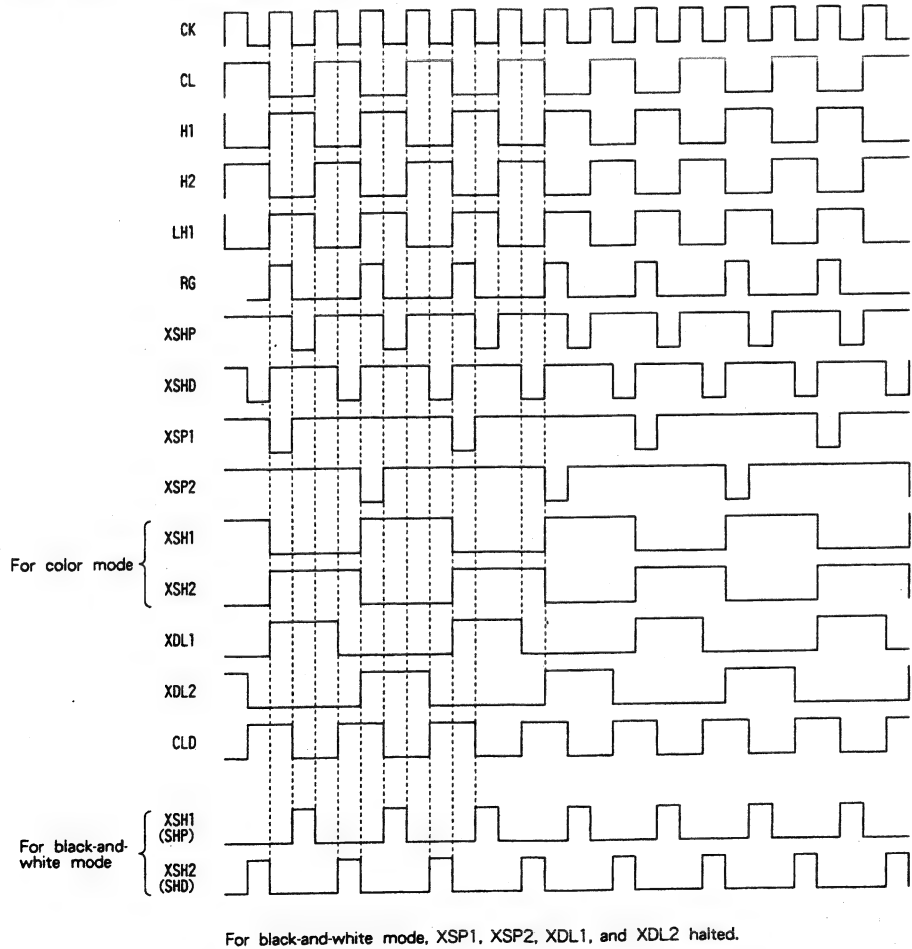 CK
CL
H1
H2
LH1
RG
XSHP
XSHD
XSP1
XSP2
For color mode
XSH1
XSH2
XDL1
XDL2
CLD
For black-and-
white mode
XSH1
(SHP)
XSH2
(SHD)
For black-and-white mode, XSP1, XSP2, XDL1, and XDL2 halted.